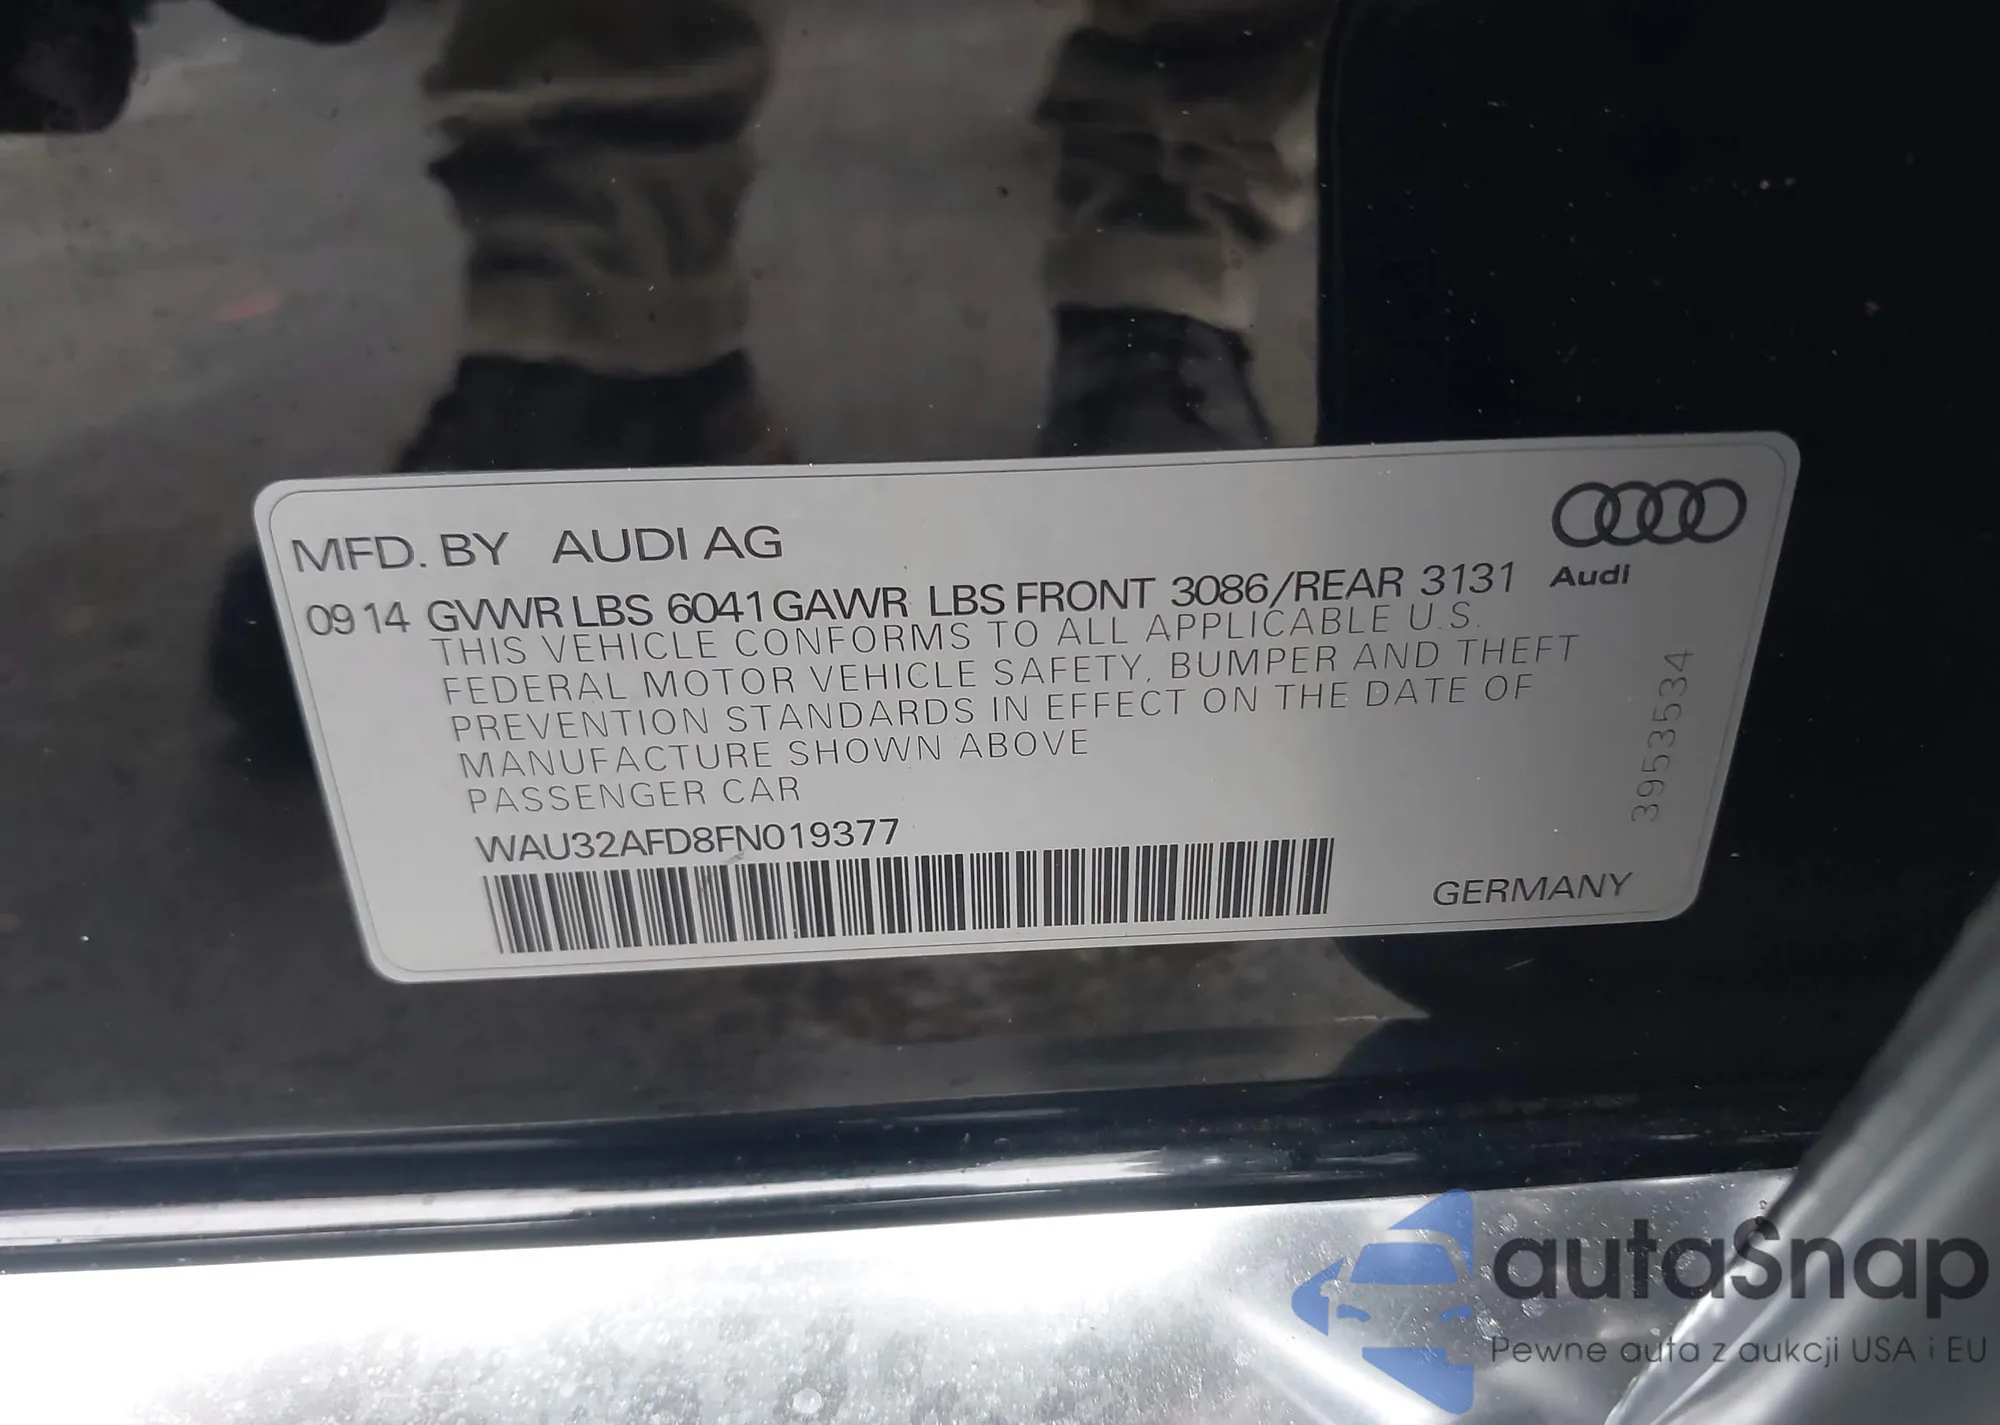 MFD. BY AUDI AG
Audi
09 14 GVWR LBS 6041 GAWR LBS FRONT 3086/REAR 3131
THIS VEHICLE CONFORMS TO ALL APPLICABLE U.S.
FEDERAL MOTOR VEHICLE SAFETY, BUMPER AND THEFT
PREVENTION STANDARDS IN EFFECT ON THE DATE OF
MANUFACTURE SHOWN ABOVE
PASSENGER CAR
3953534
WAU32AFD8FN019377
GERMANY
autaSnap
Pewne auta z aukcji USA i EU